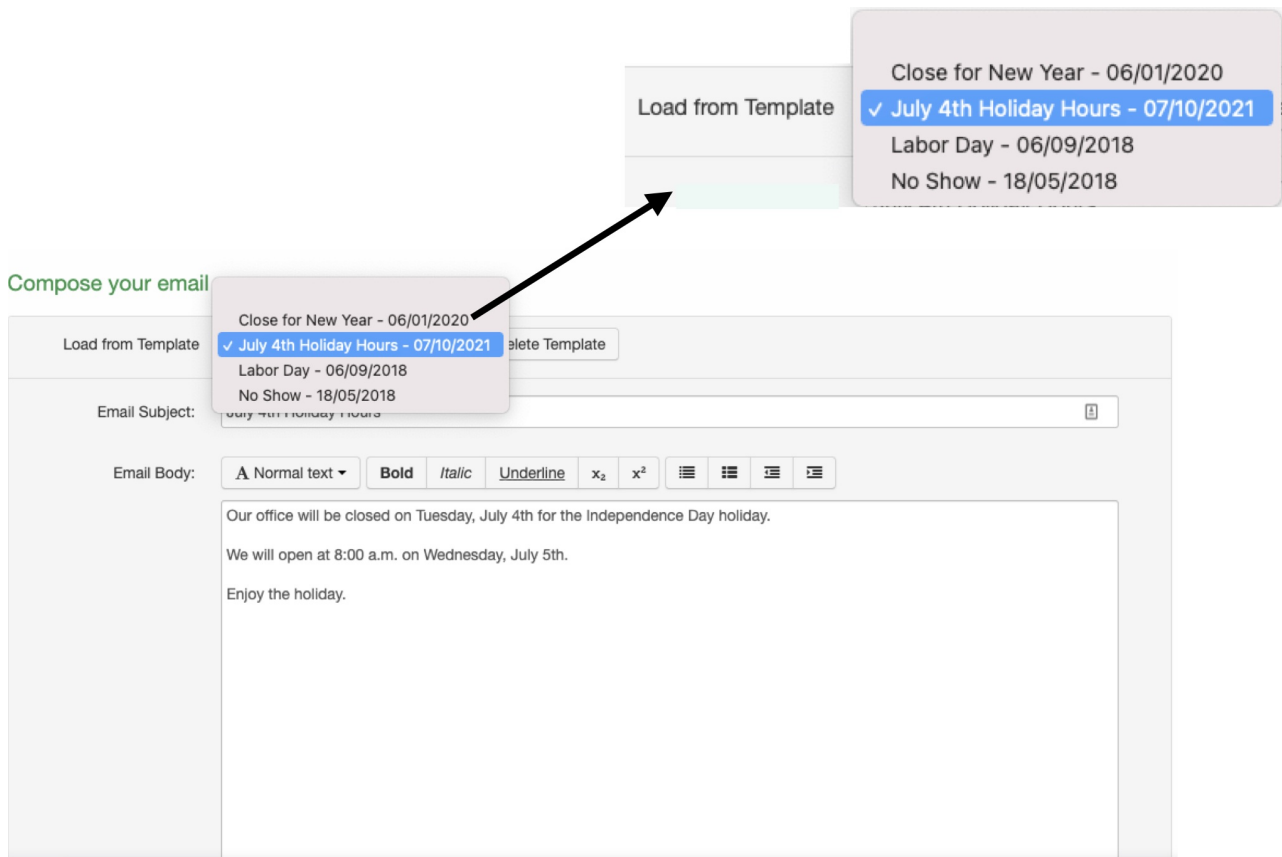 Close for New Year - 06/01/2020
Load from Template
✓ July 4th Holiday Hours - 07/10/2021
Labor Day - 06/09/2018
No Show - 18/05/2018
Compose your email
Close for New Year - 06/01/2020
Load from Template
✓ July 4th Holiday Hours - 07/10/2021
elete Template
Labor Day - 06/09/2018
No Show - 18/05/2018
Email Subject:
July 4th Holiday Hours
Email Body:
A Normal text Bold Italic Underline x₂ x²
Our office will be closed on Tuesday, July 4th for the Independence Day holiday.
We will open at 8:00 a.m. on Wednesday, July 5th.
Enjoy the holiday.